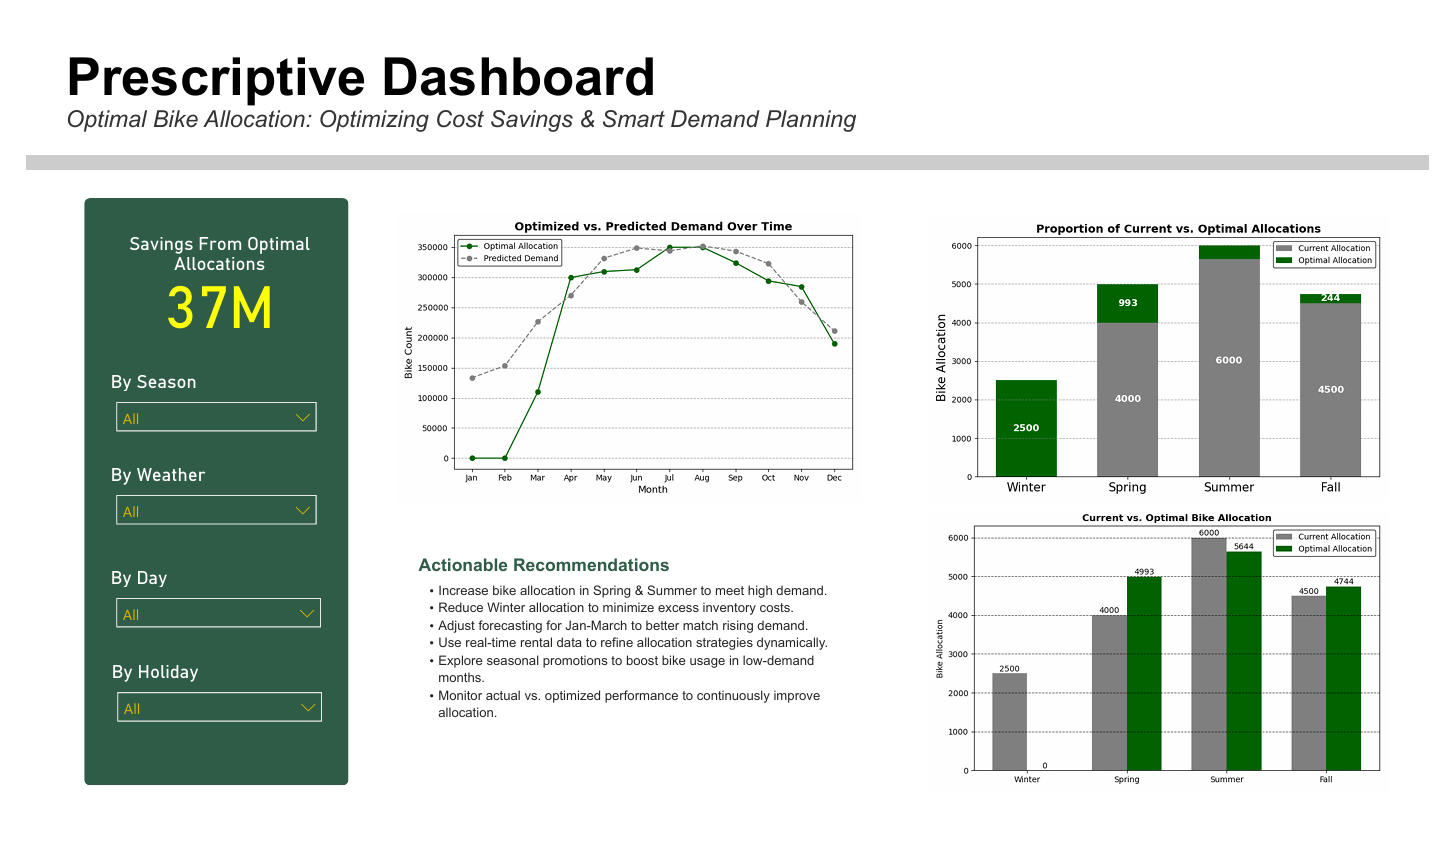 Prescriptive Dashboard
Optimal Bike Allocation: Optimizing Cost Savings & Smart Demand Planning
Savings From Optimal
Allocations
37M
By Season
All
By Weather
All
By Day
All
By Holiday
All
Optimized vs. Predicted Demand Over Time
Optimal Allocation
Predicted Demand
Bike Count
350000
300000
250000
200000
150000
100000
50000
0
Jan Feb Mar Apr May Jun Jul Aug Sep Oct Nov Dec
Month
Actionable Recommendations
• Increase bike allocation in Spring & Summer to meet high demand.
• Reduce Winter allocation to minimize excess inventory costs.
• Adjust forecasting for Jan-March to better match rising demand.
• Use real-time rental data to refine allocation strategies dynamically.
• Explore seasonal promotions to boost bike usage in low-demand
months.
• Monitor actual vs. optimized performance to continuously improve
allocation.
Proportion of Current vs. Optimal Allocations
Current Allocation
Optimal Allocation
Bike Allocation
6000
5000
4000
3000
2000
1000
0
2500
993
4000
6000
244
4500
Winter Spring Summer Fall
Current vs. Optimal Bike Allocation
Current Allocation
Optimal Allocation
Bike Allocation
6000
5000
4000
3000
2000
1000
0
2500
0
4000
4993
6000
5644
4500
4744
Winter Spring Summer Fall